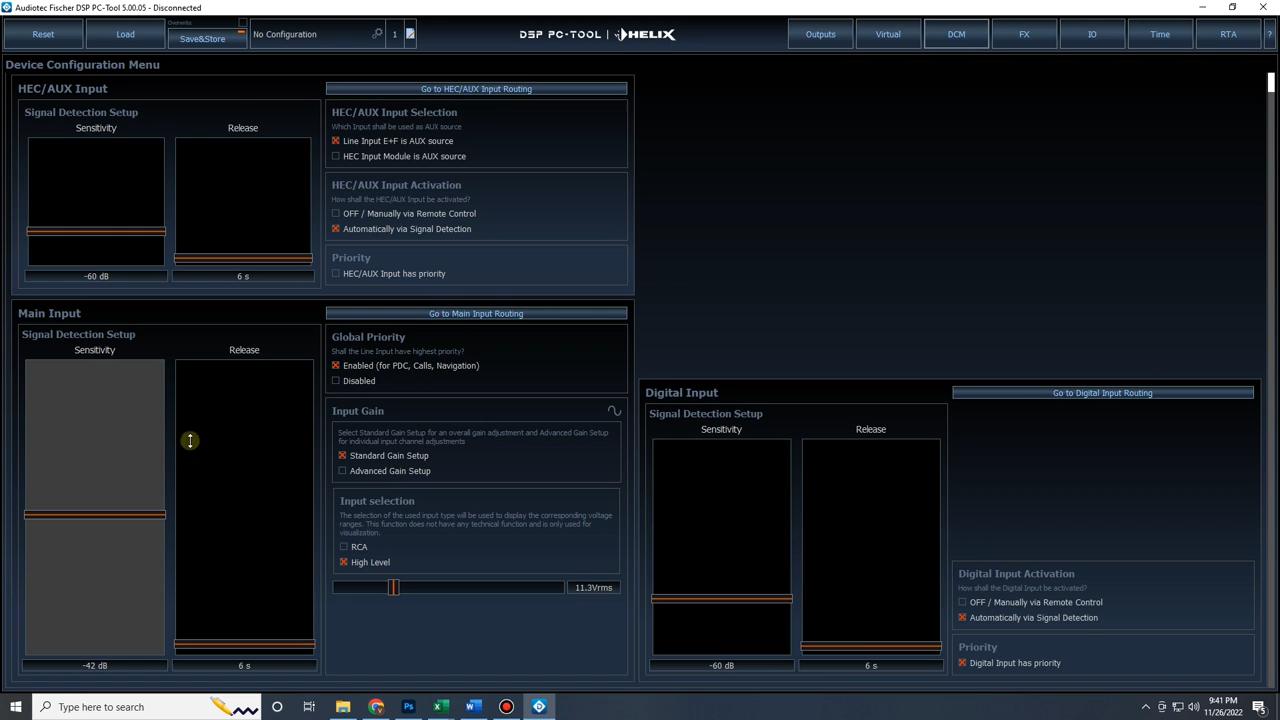 Audiotec Fischer DSP PC-Tool 5.00.05 - Disconnected
Reset
Load
Overwrite:
Save&Store
No Configuration
1
DSP PC-TOOL | HELIX
Outputs
Virtual
DCM
FX
IO
Time
RTA
?
Device Configuration Menu
HEC/AUX Input
Go to HEC/AUX Input Routing
Signal Detection Setup
Sensitivity
Release
-60 dB
6 s
HEC/AUX Input Selection
Which Input shall be used as AUX source
Line Input E+F is AUX source
HEC Input Module is AUX source
HEC/AUX Input Activation
How shall the HEC/AUX Input be activated?
OFF / Manually via Remote Control
Automatically via Signal Detection
Priority
HEC/AUX Input has priority
Main Input
Go to Main Input Routing
Signal Detection Setup
Sensitivity
Release
-42 dB
6 s
Global Priority
Shall the Line Input have highest priority?
Enabled (for PDC, Calls, Navigation)
Disabled
Input Gain
Select Standard Gain Setup for an overall gain adjustment and Advanced Gain Setup
for individual input channel adjustments
Standard Gain Setup
Advanced Gain Setup
Input selection
The selection of the used input type will be used to display the corresponding voltage
ranges. This function does not have any technical function and is only used for
visualization.
RCA
High Level
11.3Vrms
Digital Input
Go to Digital Input Routing
Signal Detection Setup
Sensitivity
Release
-60 dB
6 s
Digital Input Activation
How shall the Digital Input be activated?
OFF / Manually via Remote Control
Automatically via Signal Detection
Priority
Digital Input has priority
Type here to search
9:41 PM
11/26/2022
5